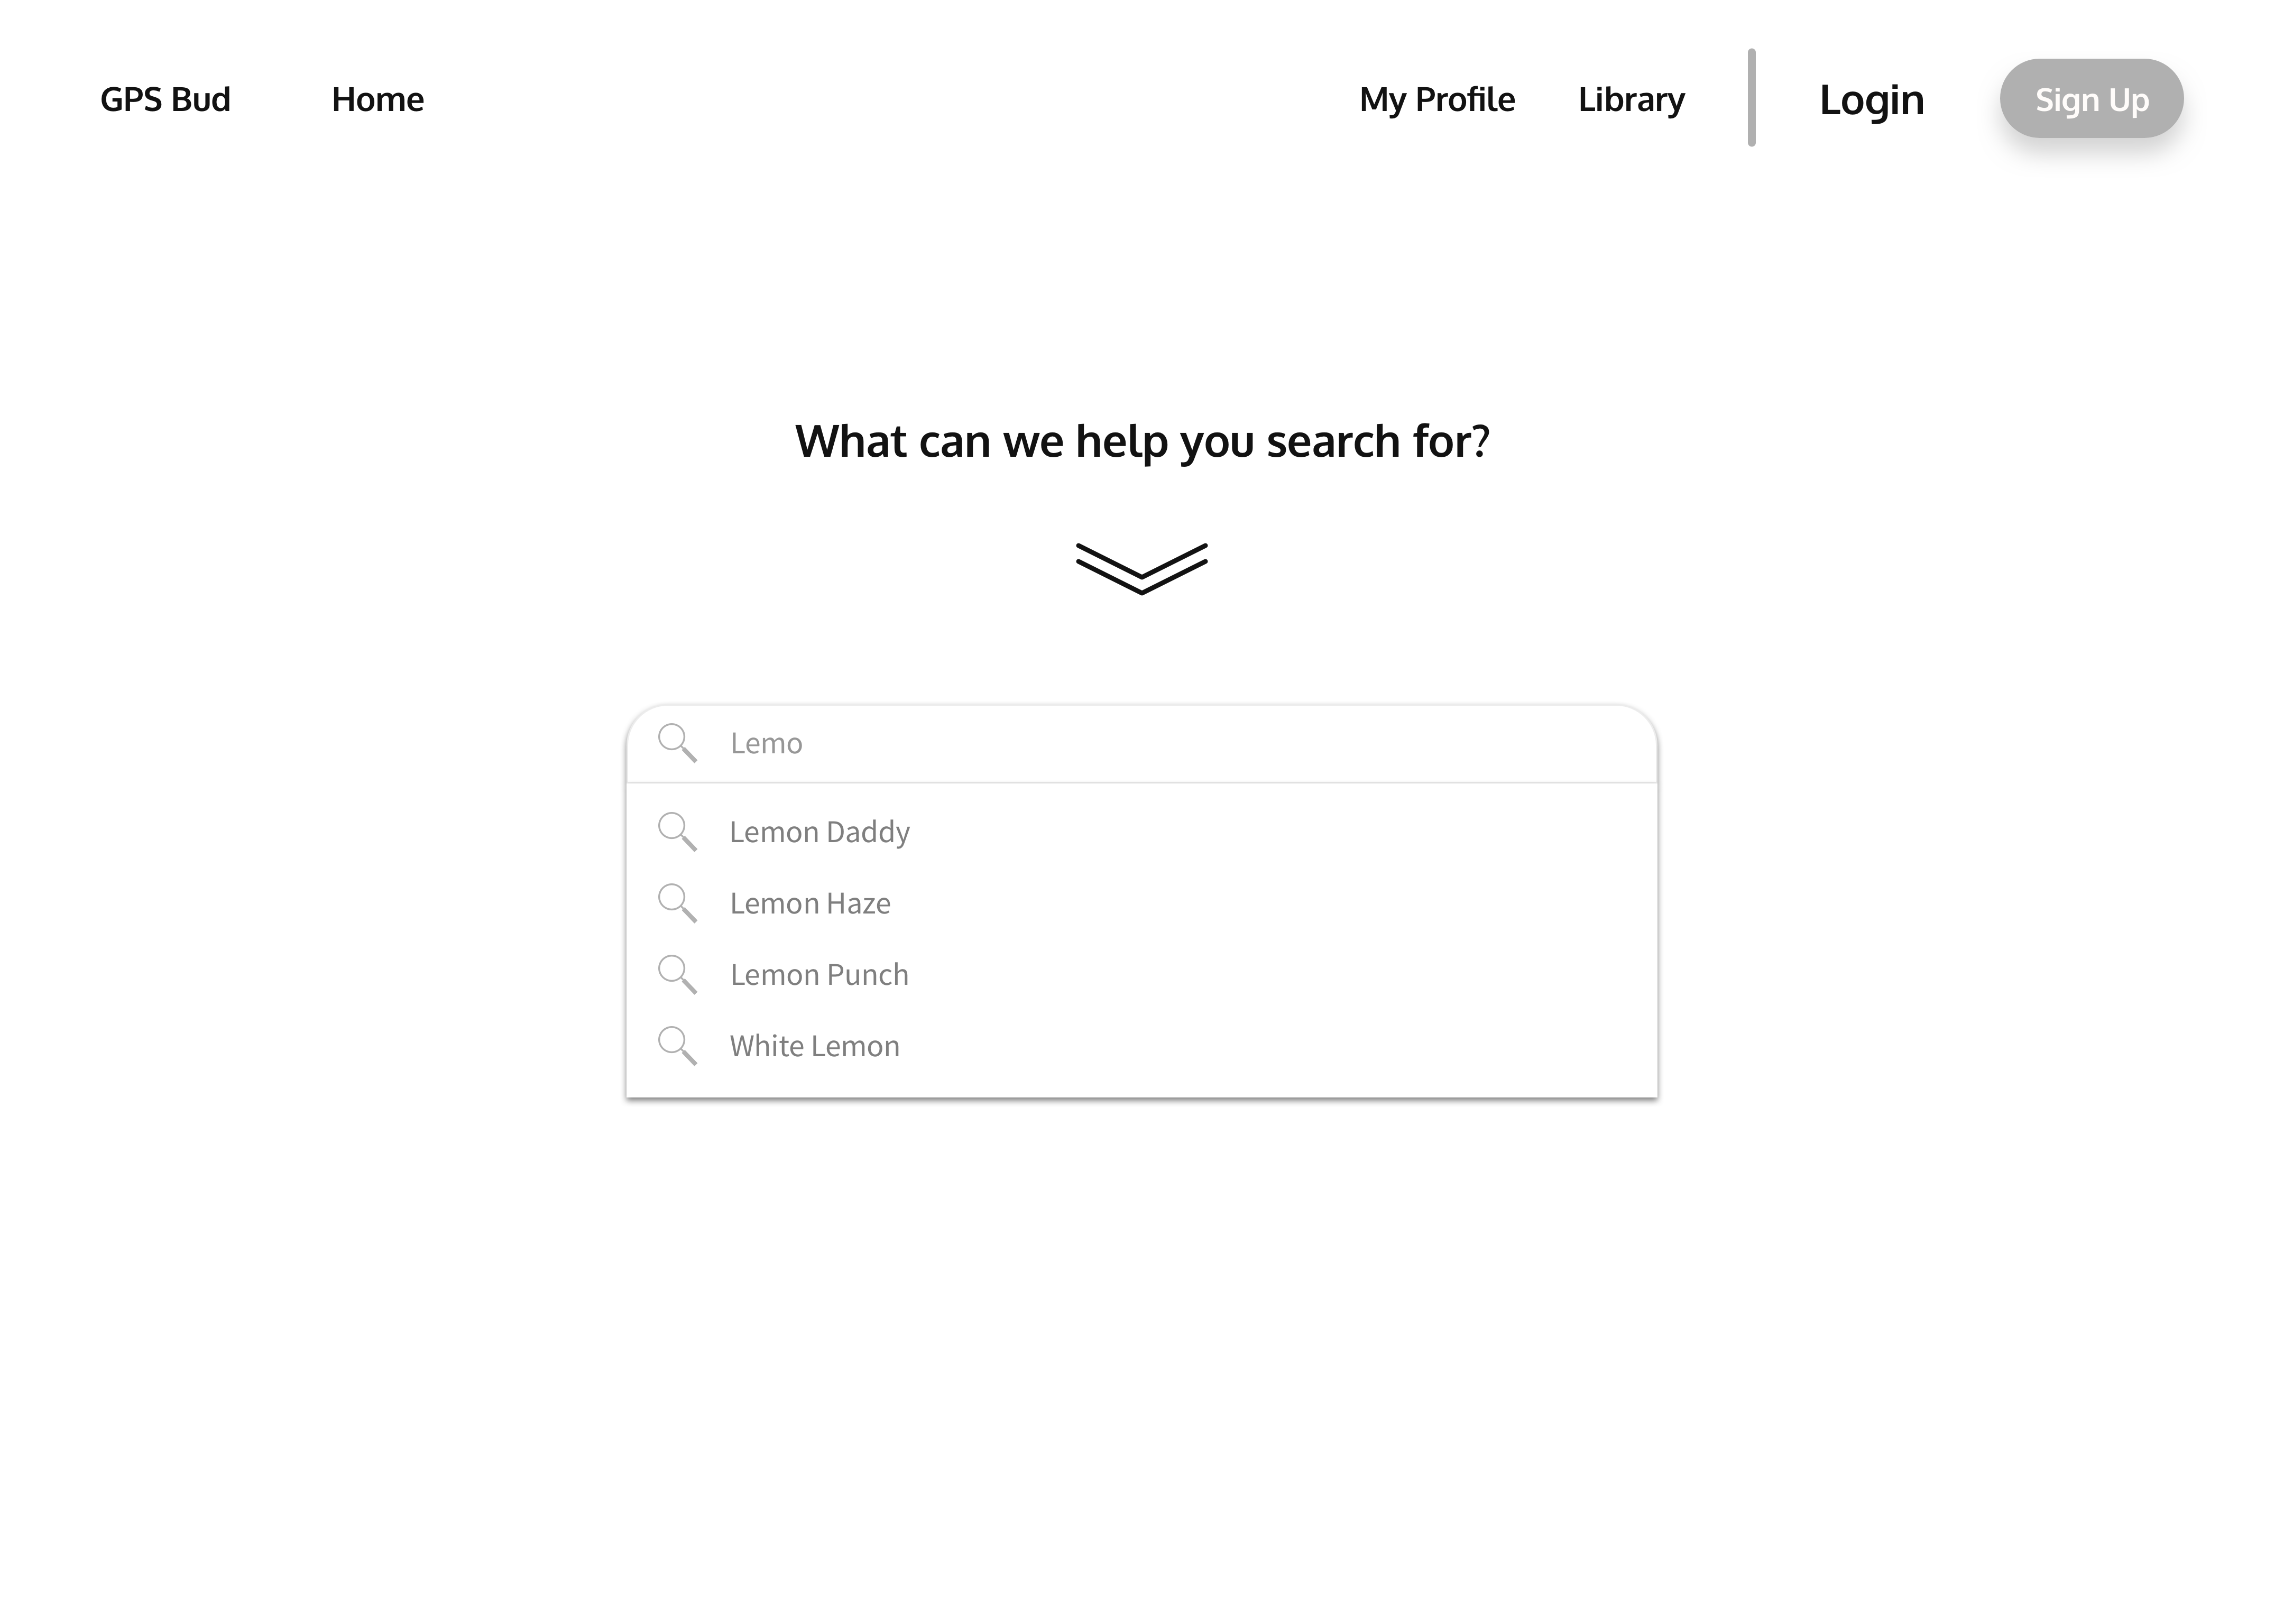 GPS Bud Home My Profile Library Login Sign Up
What can we help you search for?
Lemo
Lemon Daddy
Lemon Haze
Lemon Punch
White Lemon